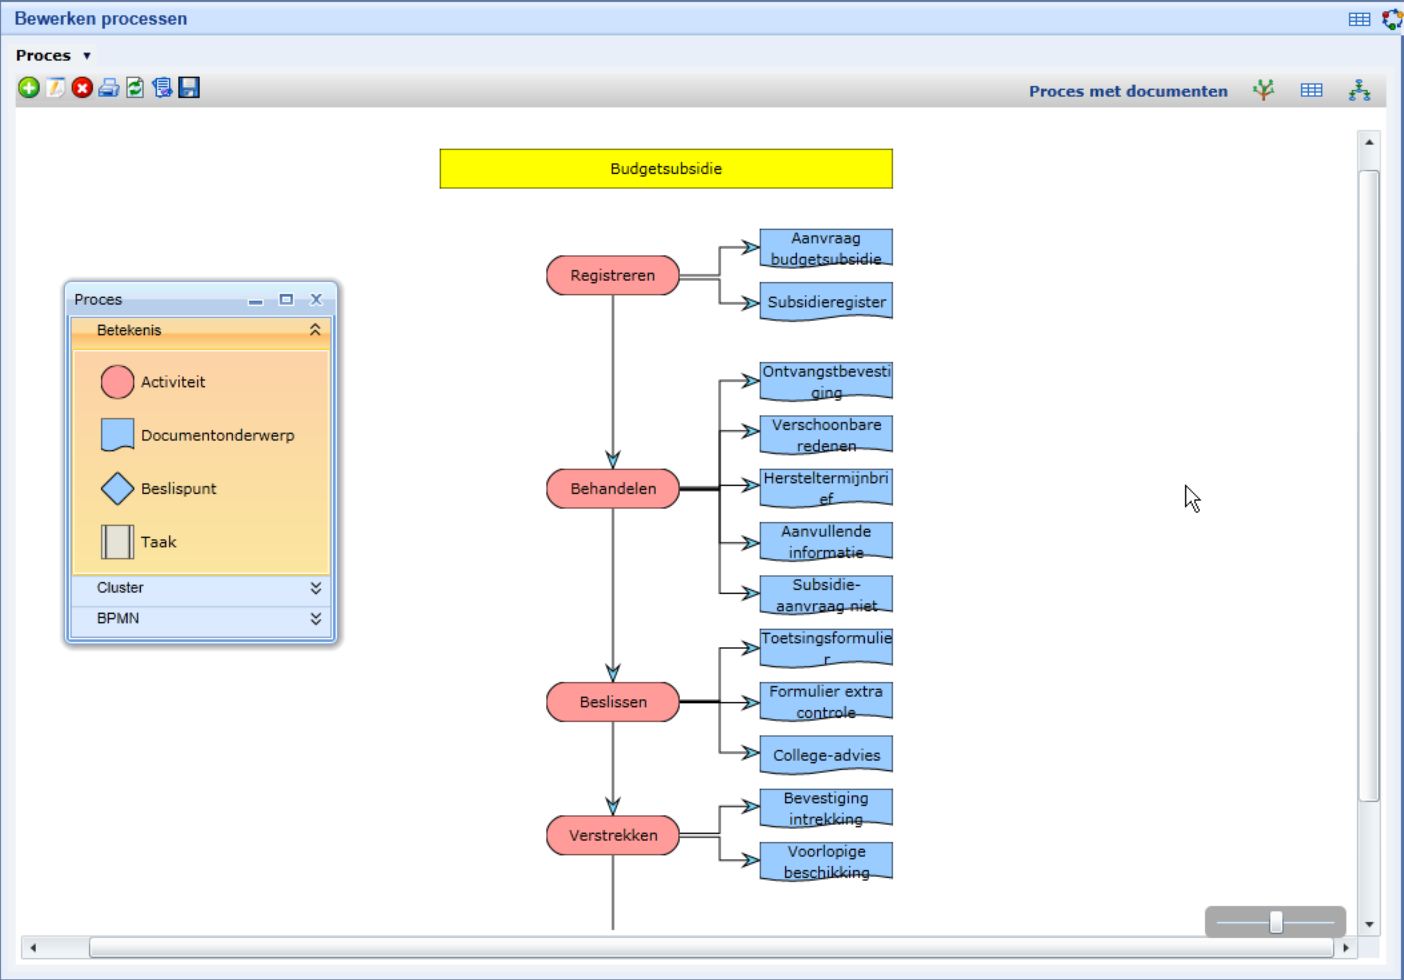 Bewerken processen
Proces
Proces met documenten
Budgetsubsidie
Registreren
Aanvraag
budgetsubsidie
Subsidieregister
Proces
Betekenis
Activiteit
Documentonderwerp
Beslispunt
Taak
Cluster
BPMN
Behandelen
Ontvangstbevesti
ging
Verschoonbare
redenen
Hersteltermijnbri
ef
Aanvullende
informatie
Subsidie-
aanvraag niet
Beslissen
Toetsingsformulie
r
Formulier extra
controle
College-advies
Verstrekken
Bevestiging
intrekking
Voorlopige
beschikking